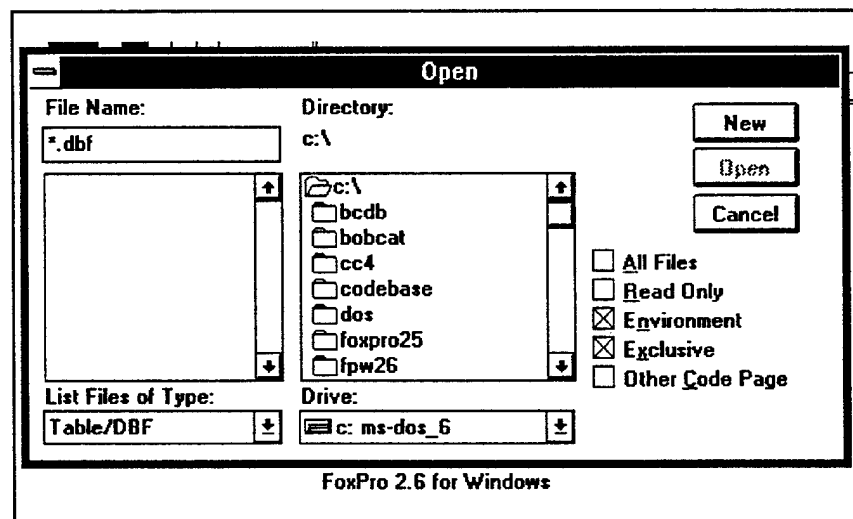 Open
File Name:
*.dbf
Directory:
c:\
c:\
bcdb
bobcat
cc4
codebase
dos
foxpro25
fpw26
New
Open
Cancel
All Files
Read Only
Environment
Exclusive
Other Code Page
List Files of Type:
Table/DBF
Drive:
c: ms-dos_6
FoxPro 2.6 for Windows